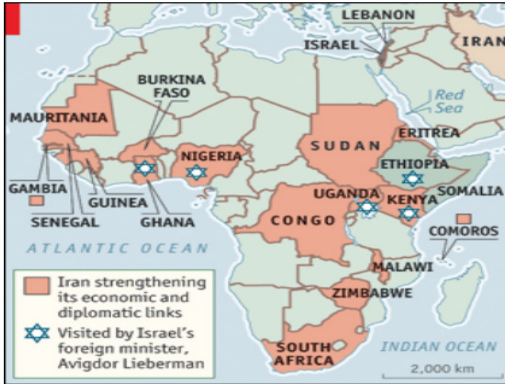 LEBANON
ISRAEL
IRAN
BURKINA
FASO
MAURITANIA
Red
Sea
SUDAN
ERITREA
NIGERIA
ETHIOPIA
GAMBIA
GUINEA
UGANDA
KENYA
SOMALIA
SENEGAL
GHANA
CONGO
COMOROS
ATLANTIC OCEAN
MALAWI
ZIMBABWE
Iran strengthening
its economic and
diplomatic links
Visited by Israel's
foreign minister,
Avigdor Lieberman
SOUTH
AFRICA
INDIAN OCEAN
2,000 km